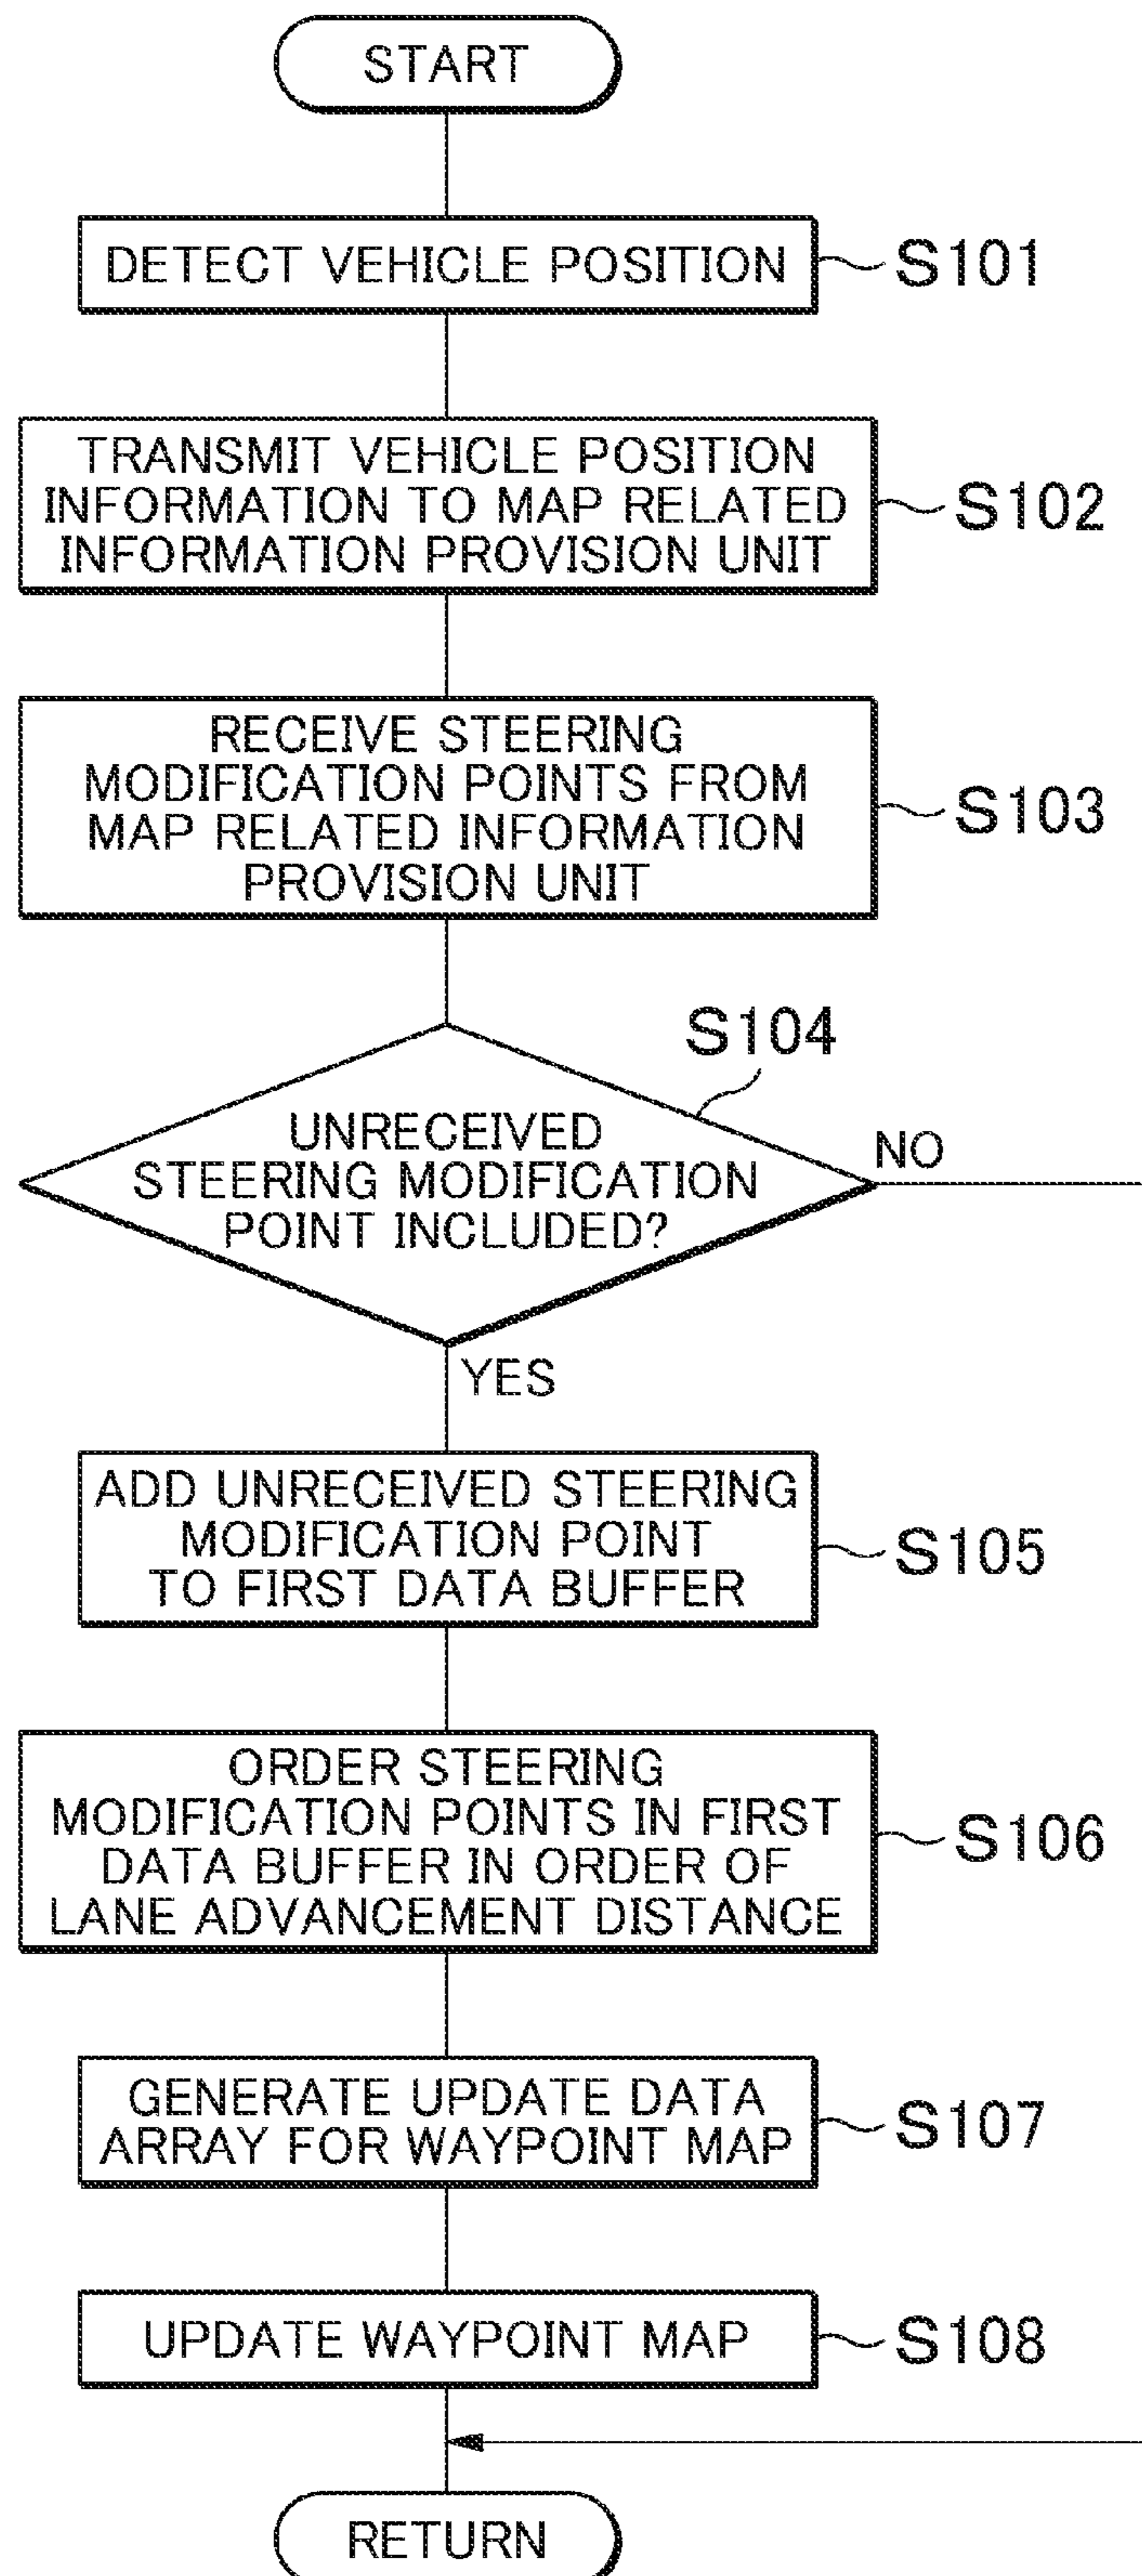 START
DETECT VEHICLE POSITION
S101
TRANSMIT VEHICLE POSITION
INFORMATION TO MAP RELATED
INFORMATION PROVISION UNIT
S102
RECEIVE STEERING
MODIFICATION POINTS FROM
MAP RELATED INFORMATION
PROVISION UNIT
S103
S104
UNRECEIVED
STEERING MODIFICATION
POINT INCLUDED?
NO
YES
ADD UNRECEIVED STEERING
MODIFICATION POINT
TO FIRST DATA BUFFER
S105
ORDER STEERING
MODIFICATION POINTS IN FIRST
DATA BUFFER IN ORDER OF
LANE ADVANCEMENT DISTANCE
S106
GENERATE UPDATE DATA
ARRAY FOR WAYPOINT MAP
S107
UPDATE WAYPOINT MAP
S108
RETURN